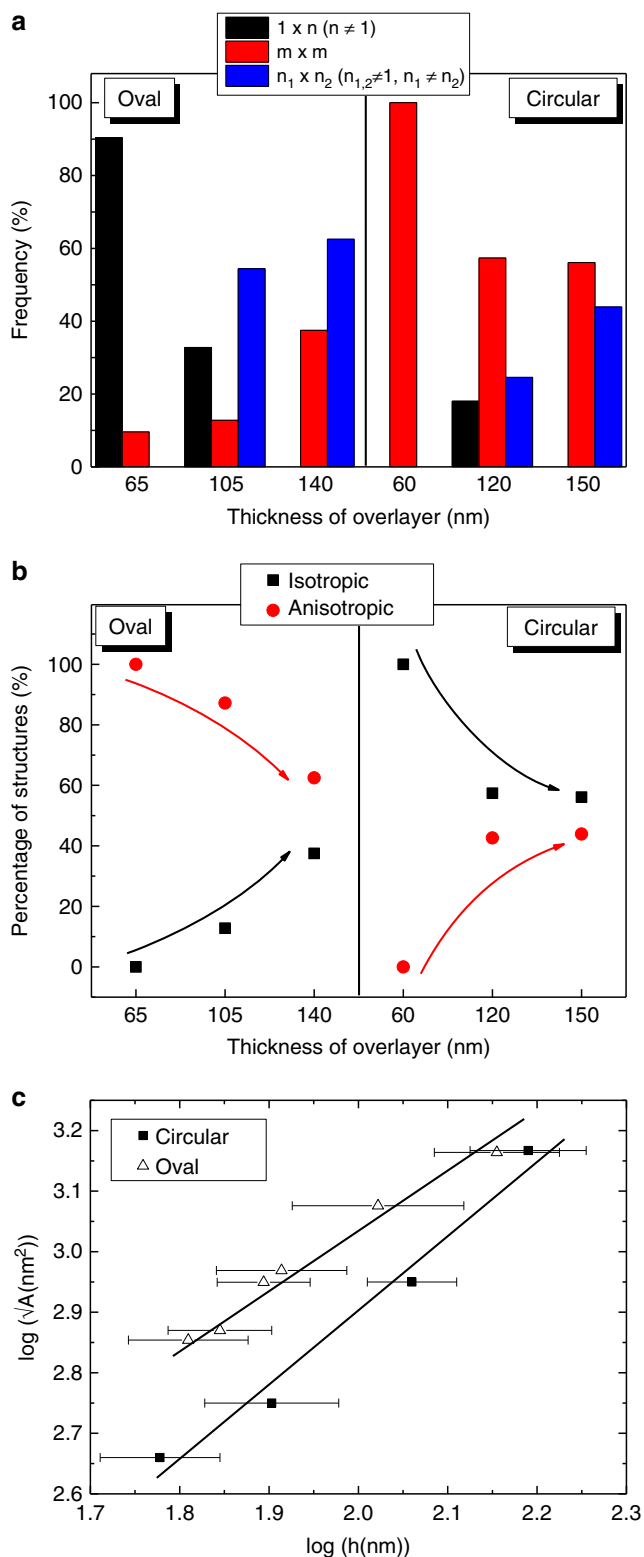 a
1 x n (n ≠ 1)
m x m
n₁ x n₂ (n₁,₂≠1, n₁ ≠ n₂)
Oval
Circular
100
80
60
40
20
0
Frequency (%)
65 105 140 60 120 150
Thickness of overlayer (nm)
b
Isotropic
Anisotropic
Oval
Circular
100
80
60
40
20
0
Percentage of structures (%)
65 105 140 60 120 150
Thickness of overlayer (nm)
c
Circular
Oval
3.2
3.1
3.0
2.9
2.8
2.7
2.6
log (√A(nm²))
1.7 1.8 1.9 2.0 2.1 2.2 2.3
log (h(nm))